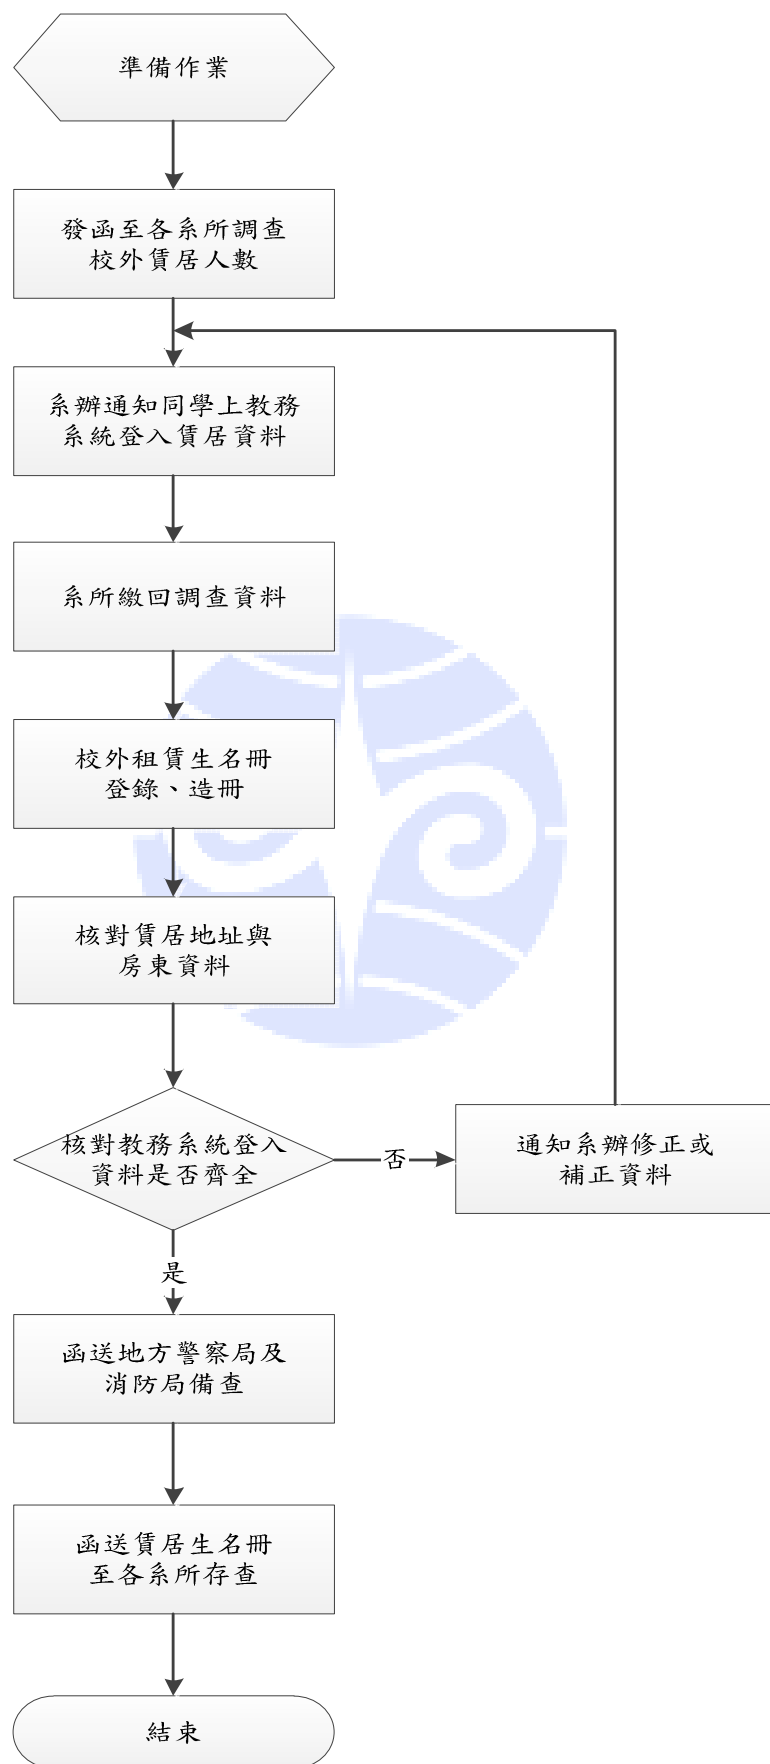 準備作業
發函至各系所調查
校外賃居人數
系辦通知同學上教務
系統登入賃居資料
系所繳回調查資料
校外租賃生名冊
登錄、造冊
核對賃居地址與
房東資料
核對教務系統登入
資料是否齊全
否
通知系辦修正或
補正資料
是
函送地方警察局及
消防局備查
函送賃居生名冊
至各系所存查
結束